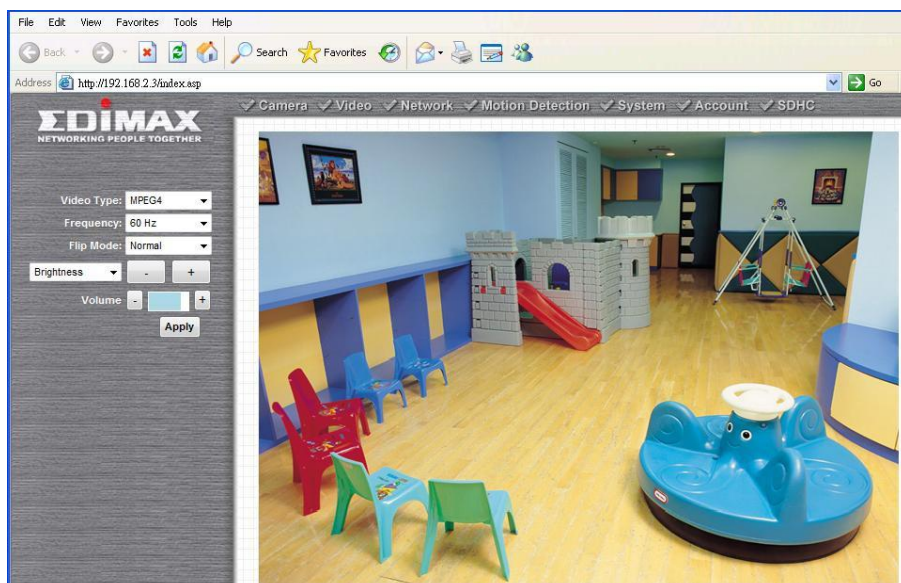 File Edit View Favorites Tools Help
Back Search Favorites
Address http://192.168.2.3/index.asp Go
EDIMAX
NETWORKING PEOPLE TOGETHER
Camera Video Network Motion Detection System Account SDHC
Video Type: MPEG4
Frequency: 60 Hz
Flip Mode: Normal
Brightness - +
Volume - +
Apply